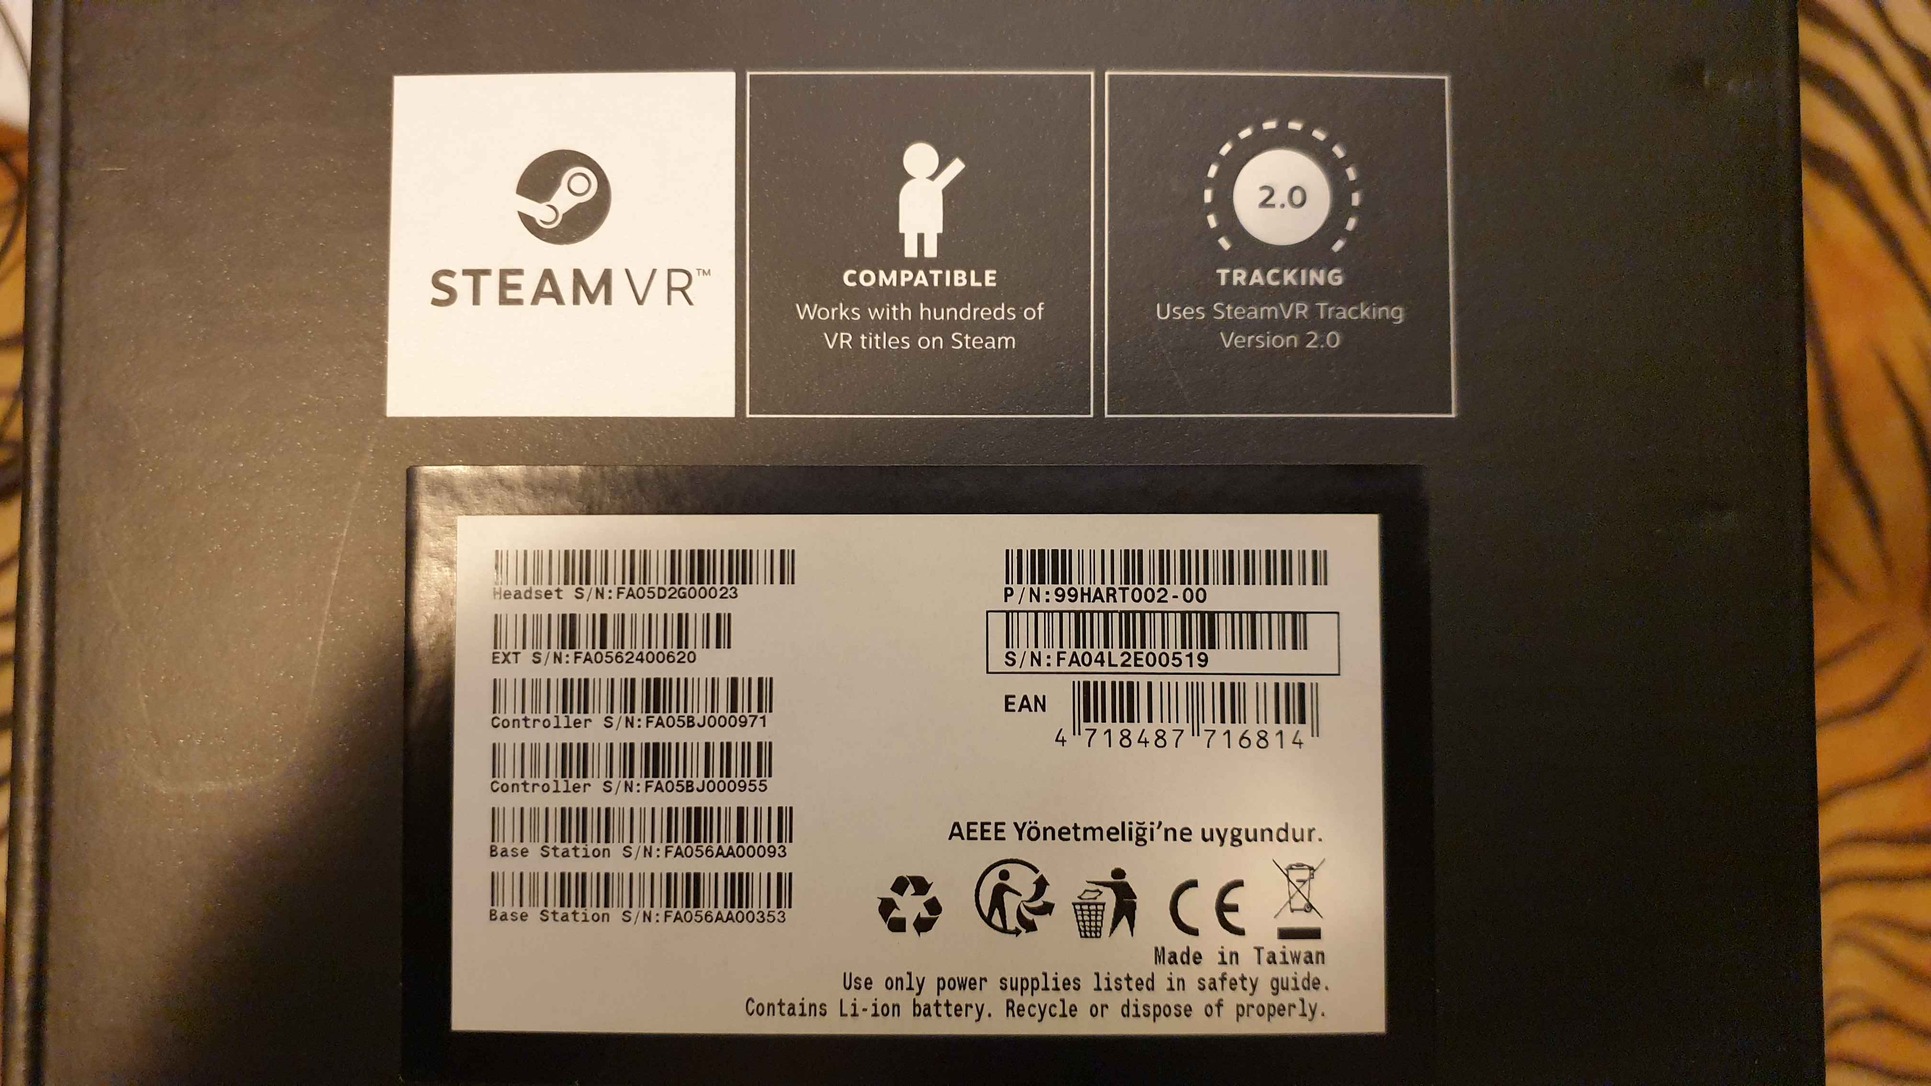 STEAMVR™
COMPATIBLE
Works with hundreds of
VR titles on Steam
2.0
TRACKING
Uses SteamVR Tracking
Version 2.0
Headset S/N:FA05D2G00023
EXT S/N:FA0562400620
Controller S/N:FA05BJ000971
Controller S/N:FA05BJ000955
Base Station S/N:FA056AA00093
Base Station S/N:FA056AA00353
P/N:99HART002-00
S/N:FA04L2E00519
EAN
4 718487 716814
AEEE Yönetmeliği’ne uygundur.
CE
Made in Taiwan
Use only power supplies listed in safety guide.
Contains Li-ion battery. Recycle or dispose of properly.